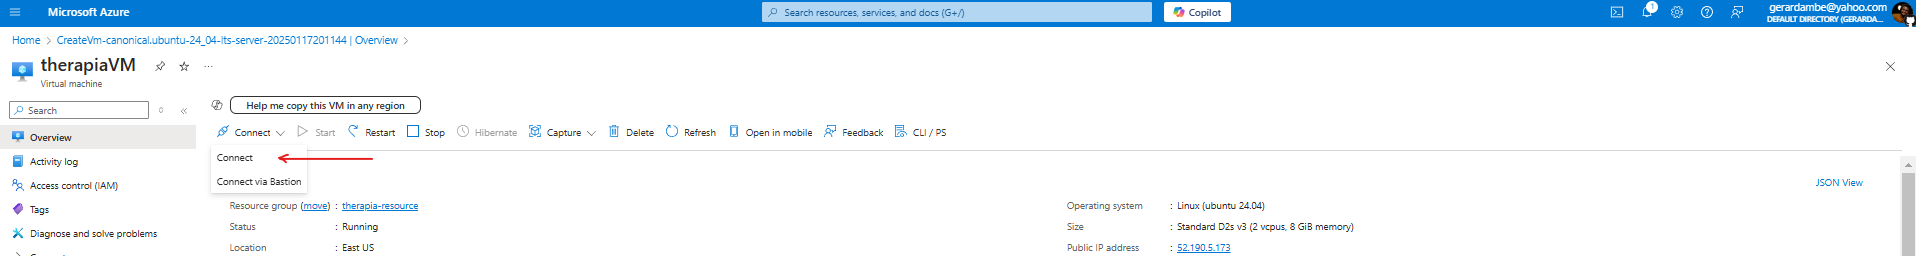 Microsoft Azure
Search resources, services, and docs (G+/)
Copilot
1
gerardambe@yahoo.com
DEFAULT DIRECTORY (GERARDA...
Home > CreateVm-canonical.ubuntu-24_04-lts-server-20250117201144 | Overview >
therapiaVM
Virtual machine
Search
Help me copy this VM in any region
Overview
Connect Start Restart Stop Hibernate Capture Delete Refresh Open in mobile Feedback CLI / PS
Activity log
Connect
Access control (IAM)
Connect via Bastion
JSON View
Tags
Resource group (move) : therapia-resource
Operating system : Linux (ubuntu 24.04)
Diagnose and solve problems
Status : Running
Size : Standard D2s v3 (2 vcpus, 8 GiB memory)
Location : East US
Public IP address : 52.190.5.173